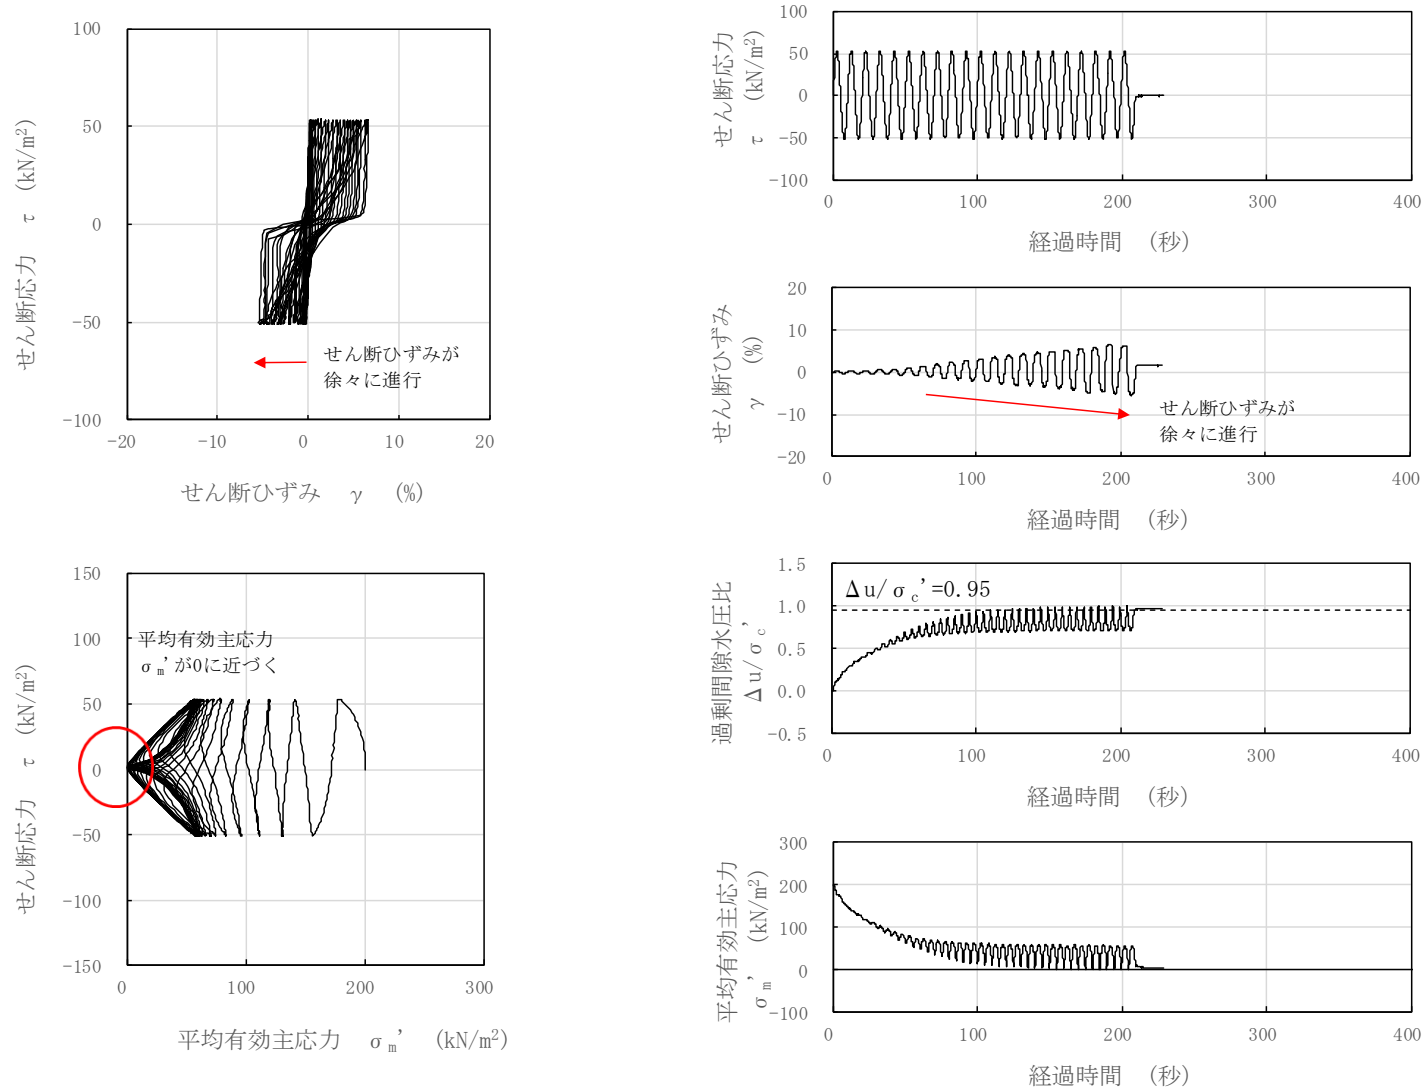 100
50
0
-50
-100
-20
-10
0
10
20
せん断応力 τ (kN/m²)
せん断ひずみ γ (%)
せん断ひずみが
徐々に進行
150
100
50
0
-50
-100
-150
0
100
200
300
せん断応力 τ (kN/m²)
平均有効主応力 σm' (kN/m²)
平均有効主応力
σm'が0に近づく
100
50
0
-50
-100
0
100
200
300
400
せん断応力
τ (kN/m²)
経過時間 (秒)
20
10
0
-10
-20
0
100
200
300
400
せん断ひずみ
γ (%)
経過時間 (秒)
せん断ひずみが
徐々に進行
1.5
1.0
0.5
0.0
-0.5
0
100
200
300
400
過剰間隙水圧比
Δu/σc'
経過時間 (秒)
Δu/σc'=0.95
300
200
100
0
-100
0
100
200
300
400
平均有効主応力
σm' (kN/m²)
経過時間 (秒)